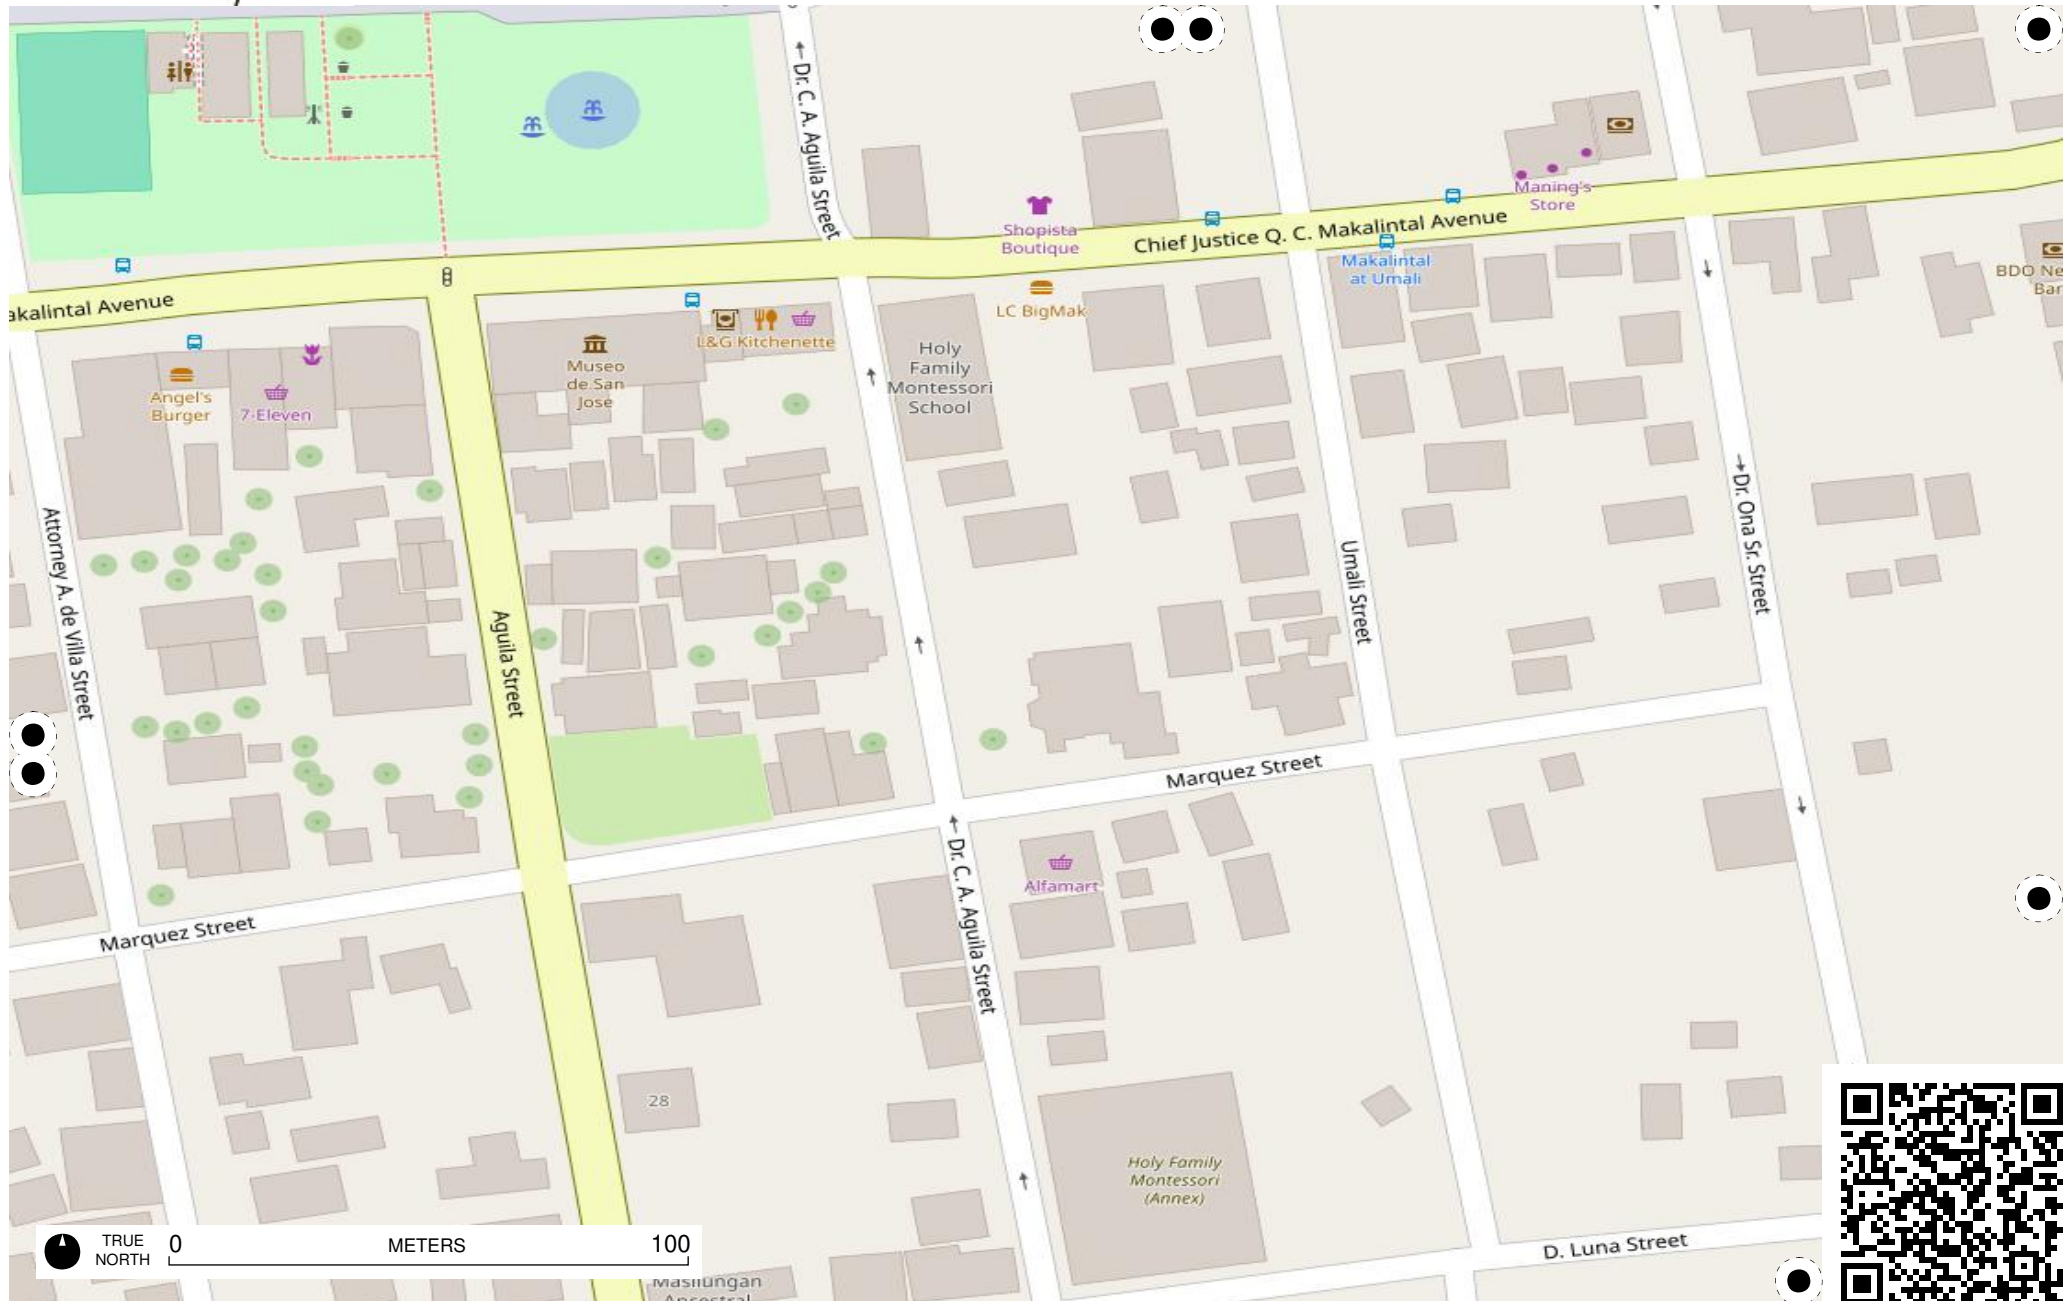 Dr. C. A. Aguila Street
Maning's
Store
Shopista
Boutique
Chief Justice Q. C. Makalintal Avenue
Makalintal
at Umali
BDO Ne
Ban
akalintal Avenue
LC BigMak
L&G Kitchenette
Museo
de San
Jose
Holy
Family
Montessori
School
Angel's
Burger
7-Eleven
Dr. Ona Sr. Street
Attorney A. de Villa Street
Umali Street
Aguila Street
Marquez Street
Alfamart
Dr. C. A. Aguila Street
Marquez Street
28
Holy Family
Montessori
(Annex)
TRUE
NORTH
0 METERS 100
D. Luna Street
Masilungan
Ancestral